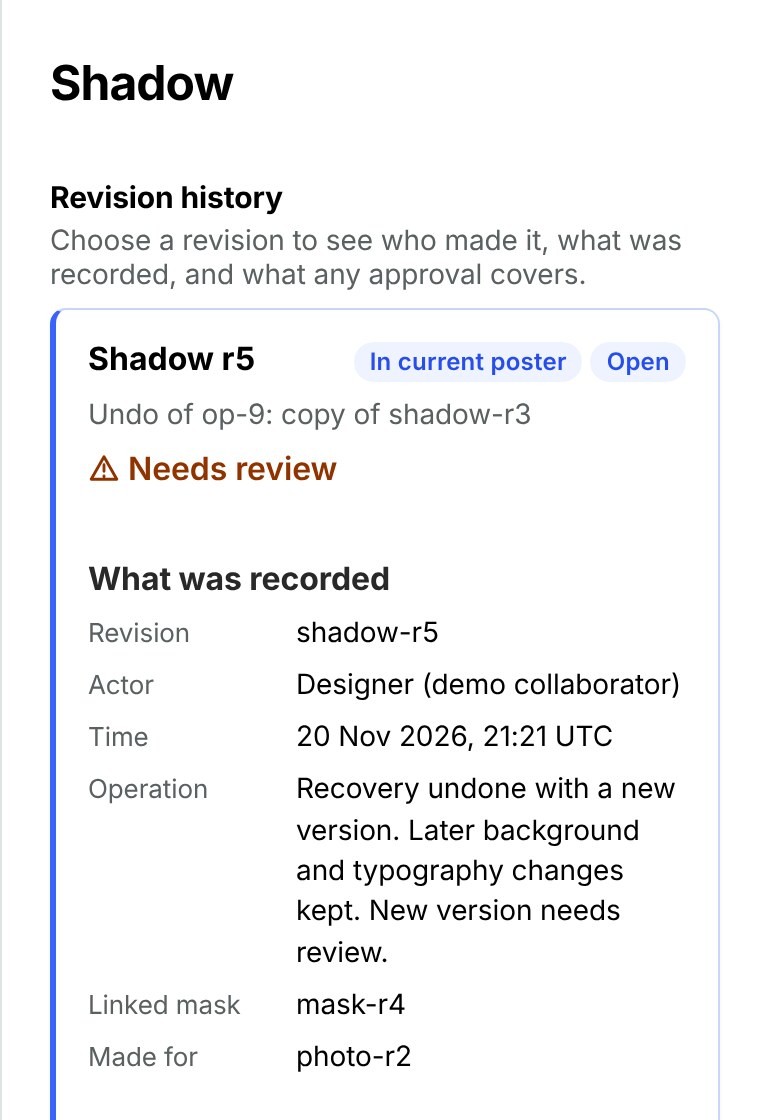 Shadow
Revision history
Choose a revision to see who made it, what was
recorded, and what any approval covers.
Shadow r5
In current poster
Open
Undo of op-9: copy of shadow-r3
Needs review
What was recorded
Revision
shadow-r5
Actor
Designer (demo collaborator)
Time
20 Nov 2026, 21:21 UTC
Operation
Recovery undone with a new
version. Later background
and typography changes
kept. New version needs
review.
Linked mask
mask-r4
Made for
photo-r2